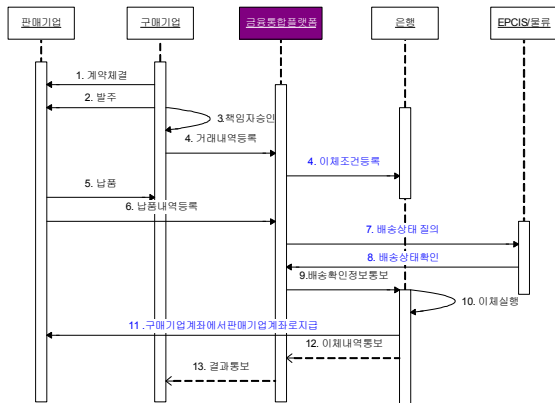 판매기업
구매기업
금융통합플랫폼
은행
EPCIS/물류
1. 계약체결
2. 발주
3.책임자승인
4. 거래내역등록
4. 이체조건등록
5. 납품
6. 납품내역등록
7. 배송상태 질의
8. 배송상태확인
9.배송확인정보통보
10. 이체실행
11 .구매기업계좌에서판매기업계좌로지급
12. 이체내역통보
13. 결과통보